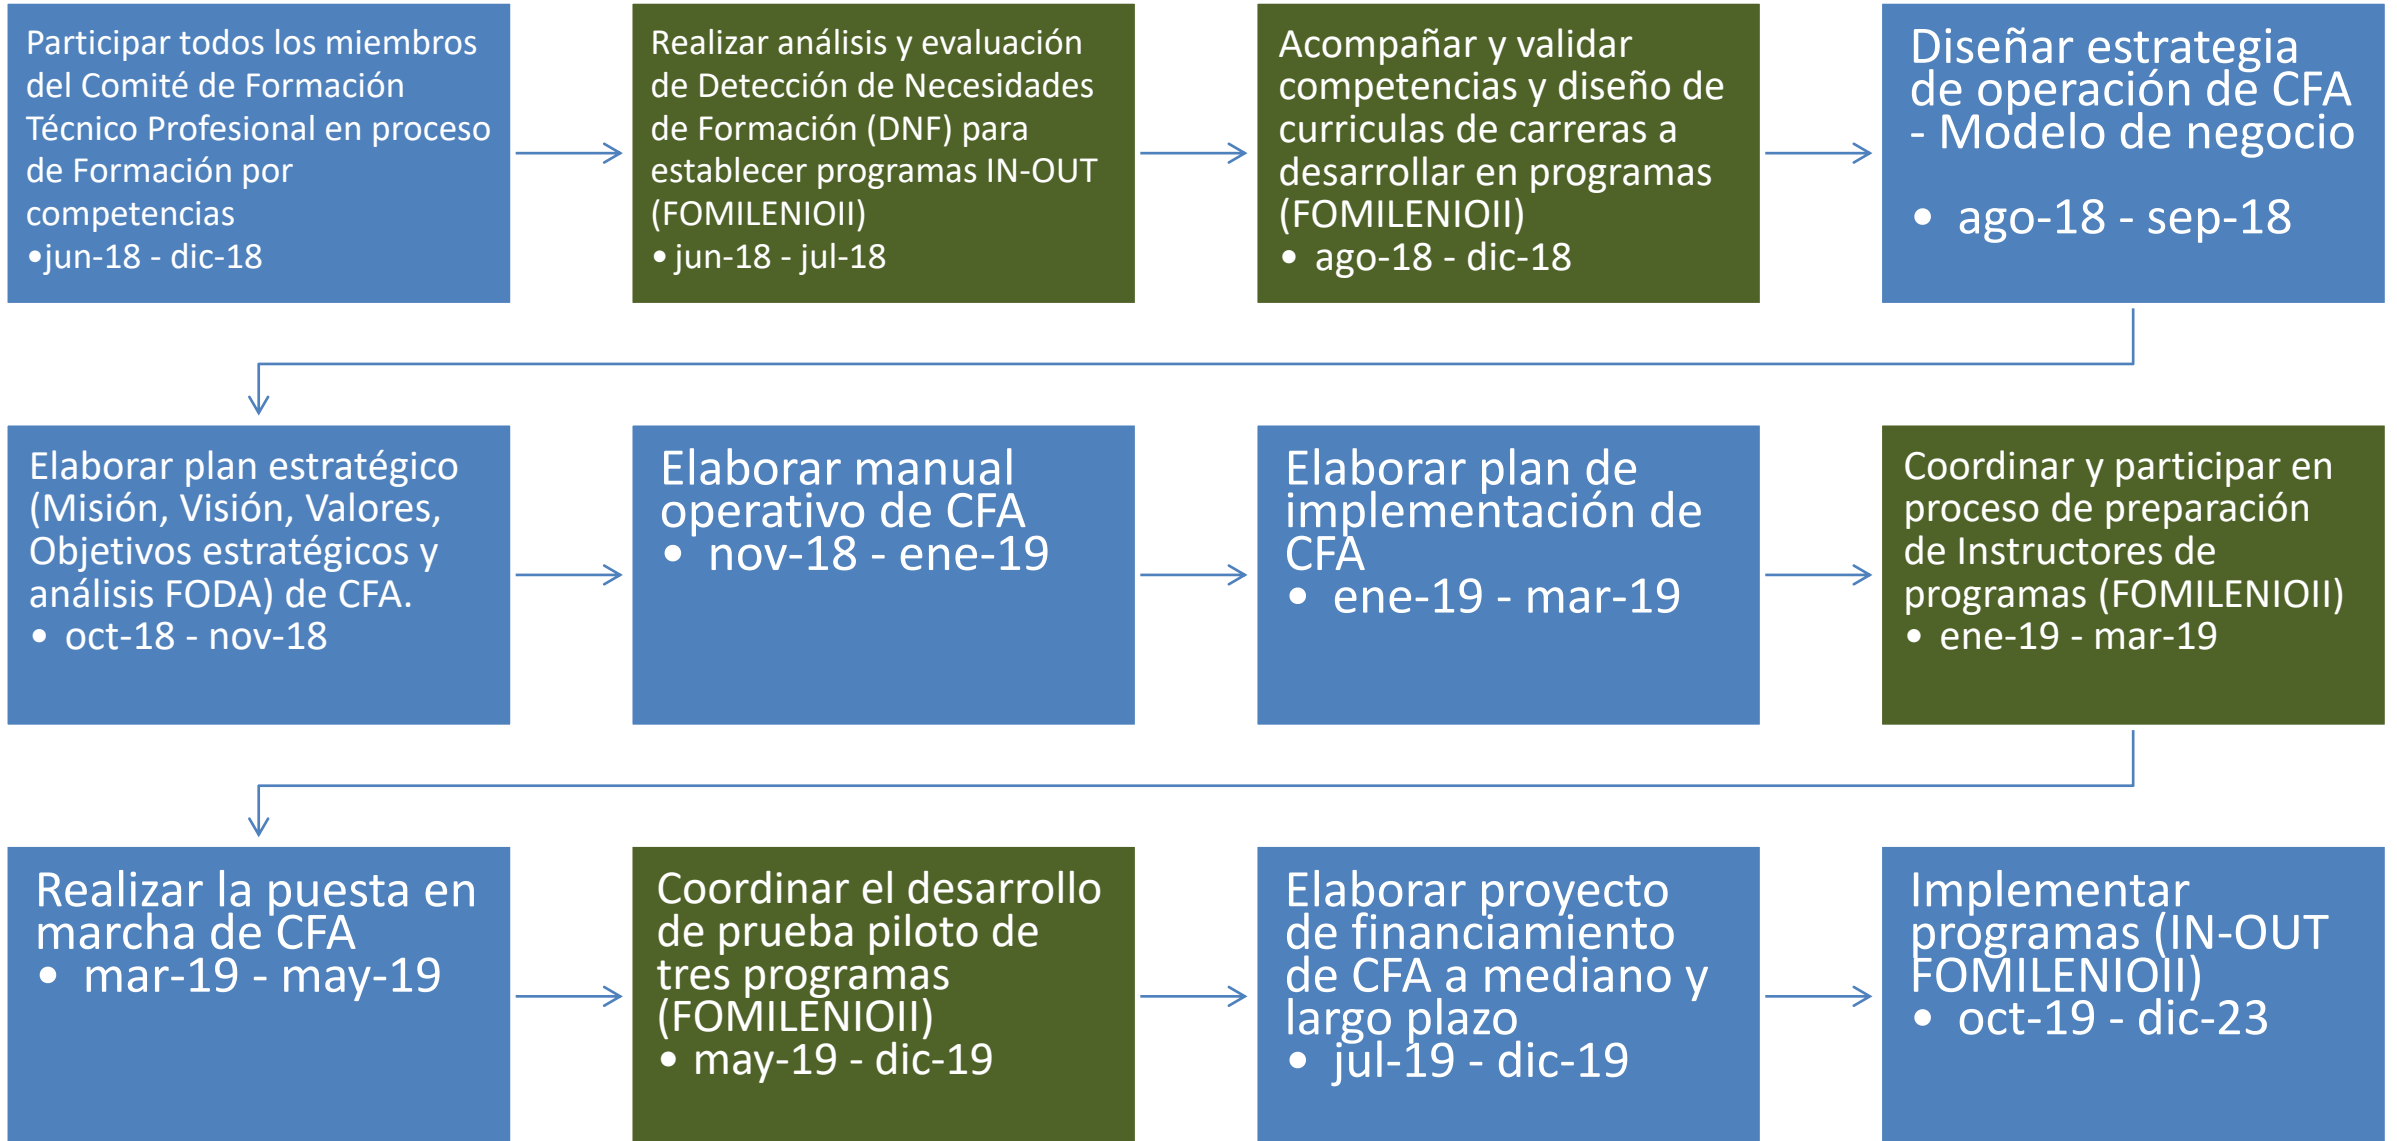 Participar todos los miembros
del Comité de Formación
Técnico Profesional en proceso
de Formación por
competencias
•jun-18 - dic-18
Realizar análisis y evaluación
de Detección de Necesidades
de Formación (DNF) para
establecer programas IN-OUT
(FOMILENIOII)
• jun-18 - jul-18
Acompañar y validar
competencias y diseño de
curriculas de carreras a
desarrollar en programas
(FOMILENIOII)
• ago-18 - dic-18
Diseñar estrategia
de operación de CFA
- Modelo de negocio
• ago-18 - sep-18
Elaborar plan estratégico
(Misión, Visión, Valores,
Objetivos estratégicos y
análisis FODA) de CFA.
• oct-18 - nov-18
Elaborar manual
operativo de CFA
• nov-18 - ene-19
Elaborar plan de
implementación de
CFA
• ene-19 - mar-19
Coordinar y participar en
proceso de preparación
de Instructores de
programas (FOMILENIOII)
• ene-19 - mar-19
Realizar la puesta en
marcha de CFA
• mar-19 - may-19
Coordinar el desarrollo
de prueba piloto de
tres programas
(FOMILENIOII)
• may-19 - dic-19
Elaborar proyecto
de financiamiento
de CFA a mediano y
largo plazo
• jul-19 - dic-19
Implementar
programas (IN-OUT
FOMILENIOII)
• oct-19 - dic-23